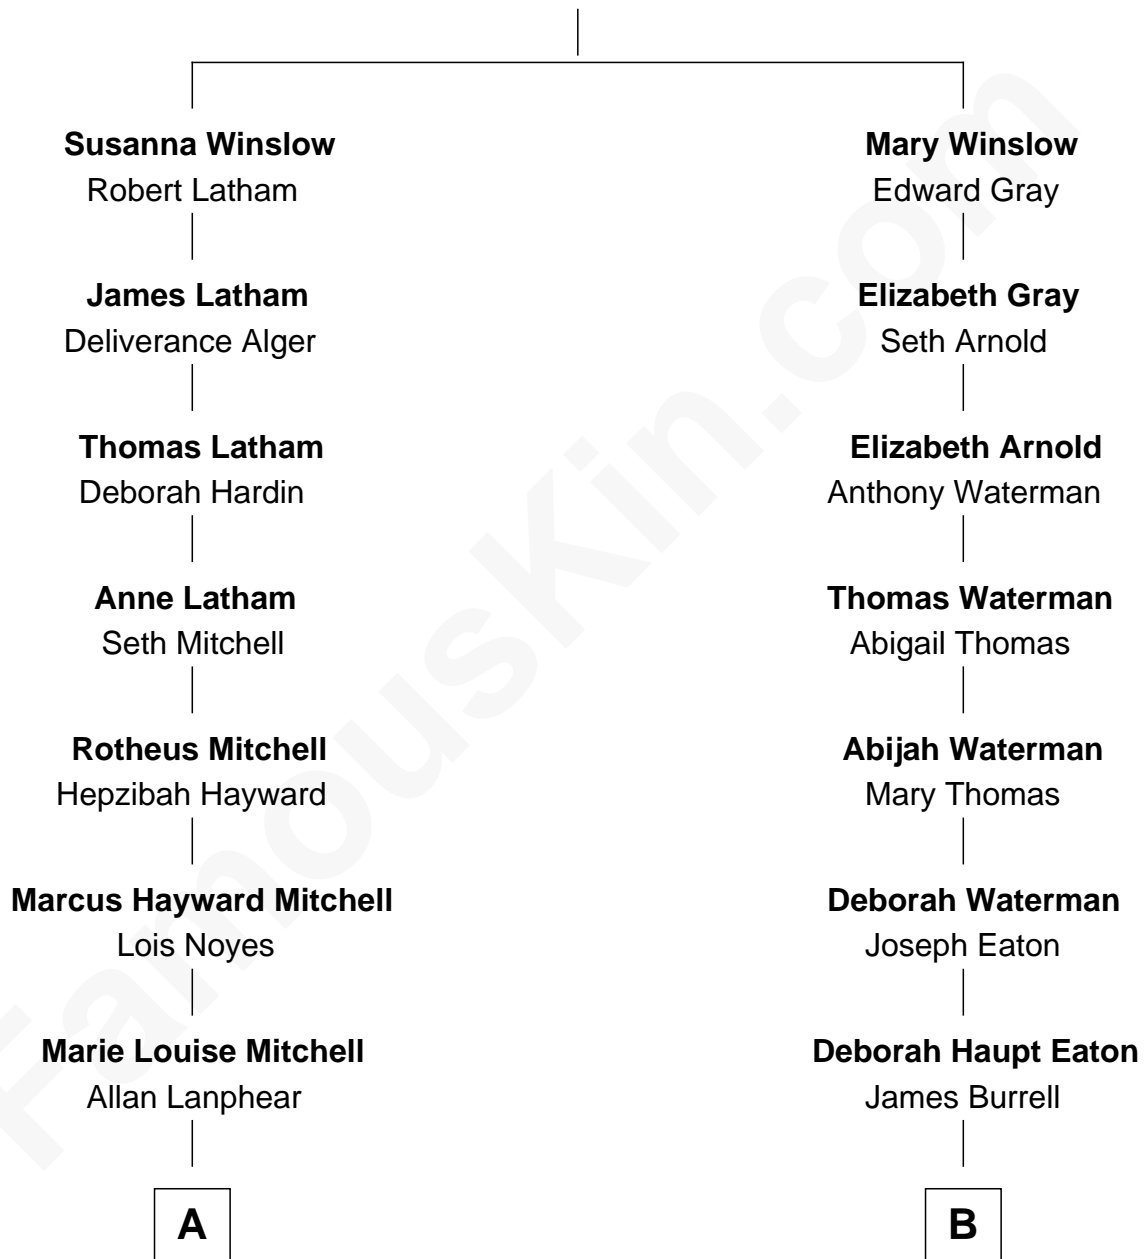 Susanna Winslow
Robert Latham
James Latham
Deliverance Alger
Thomas Latham
Deborah Hardin
Anne Latham
Seth Mitchell
Rotheus Mitchell
Hepzibah Hayward
Marcus Hayward Mitchell
Lois Noyes
Marie Louise Mitchell
Allan Lanphear
A
Mary Winslow
Edward Gray
Elizabeth Gray
Seth Arnold
Elizabeth Arnold
Anthony Waterman
Thomas Waterman
Abigail Thomas
Abijah Waterman
Mary Thomas
Deborah Waterman
Joseph Eaton
Deborah Haupt Eaton
James Burrell
B
FamousKin.com